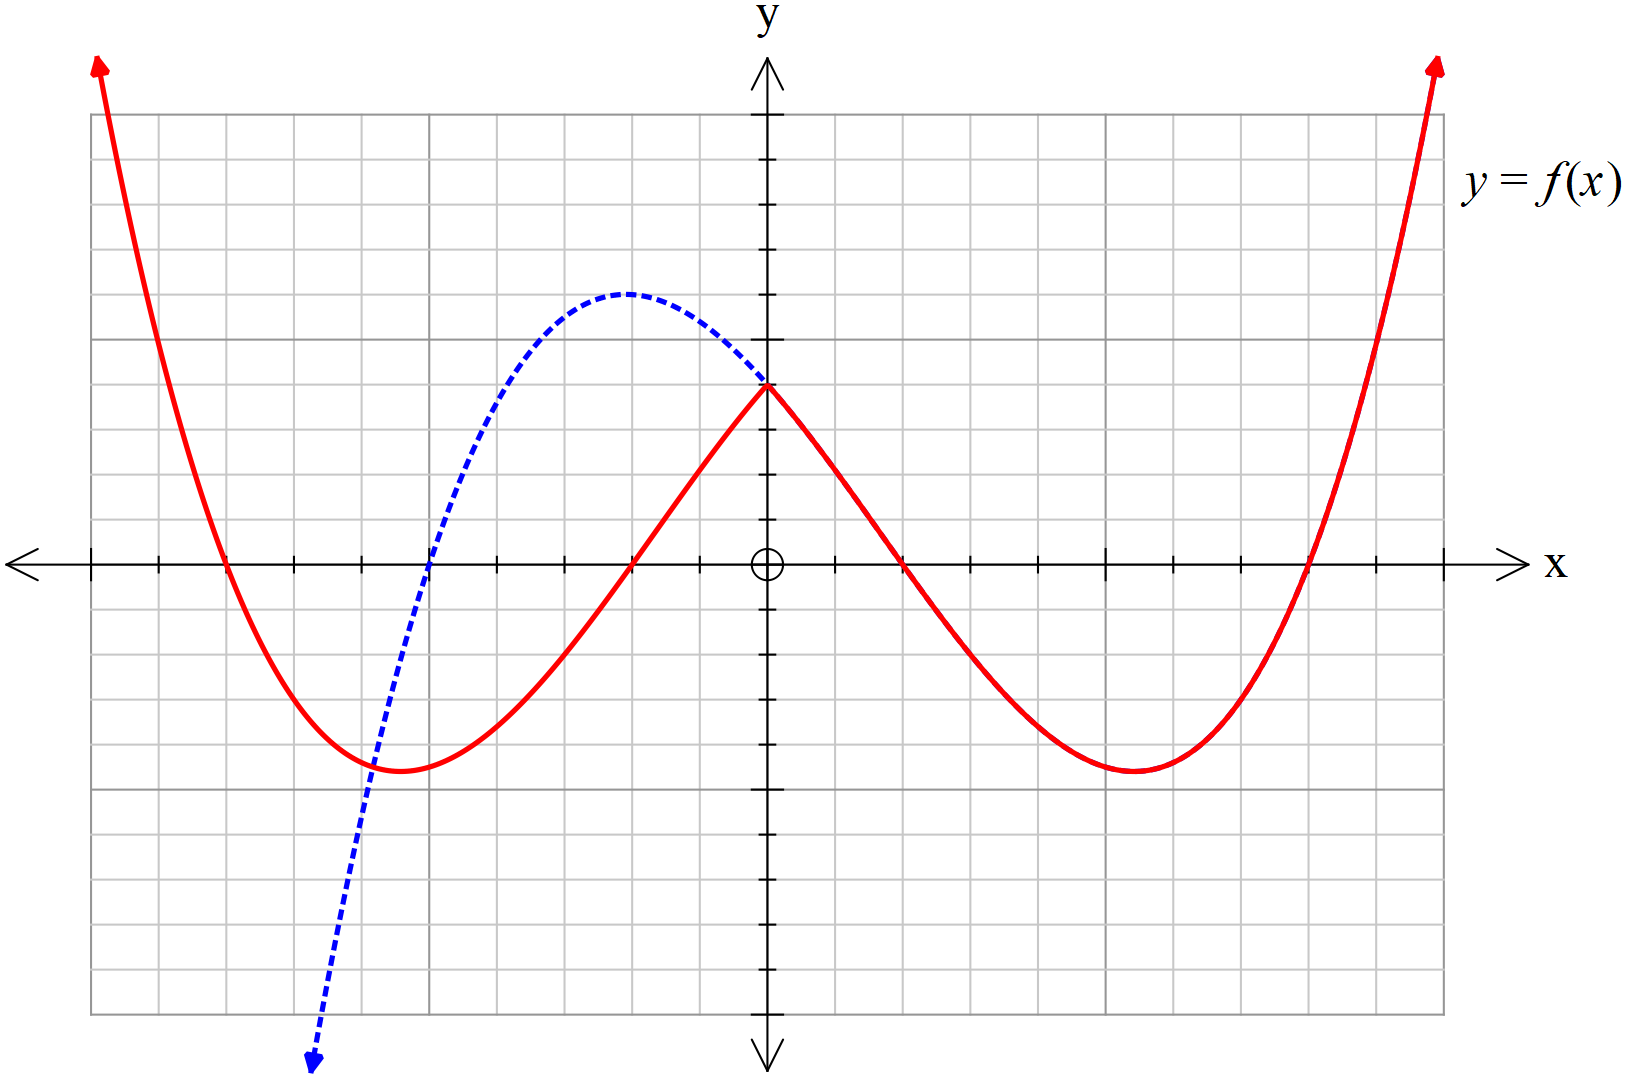 y
y = f(x)
x